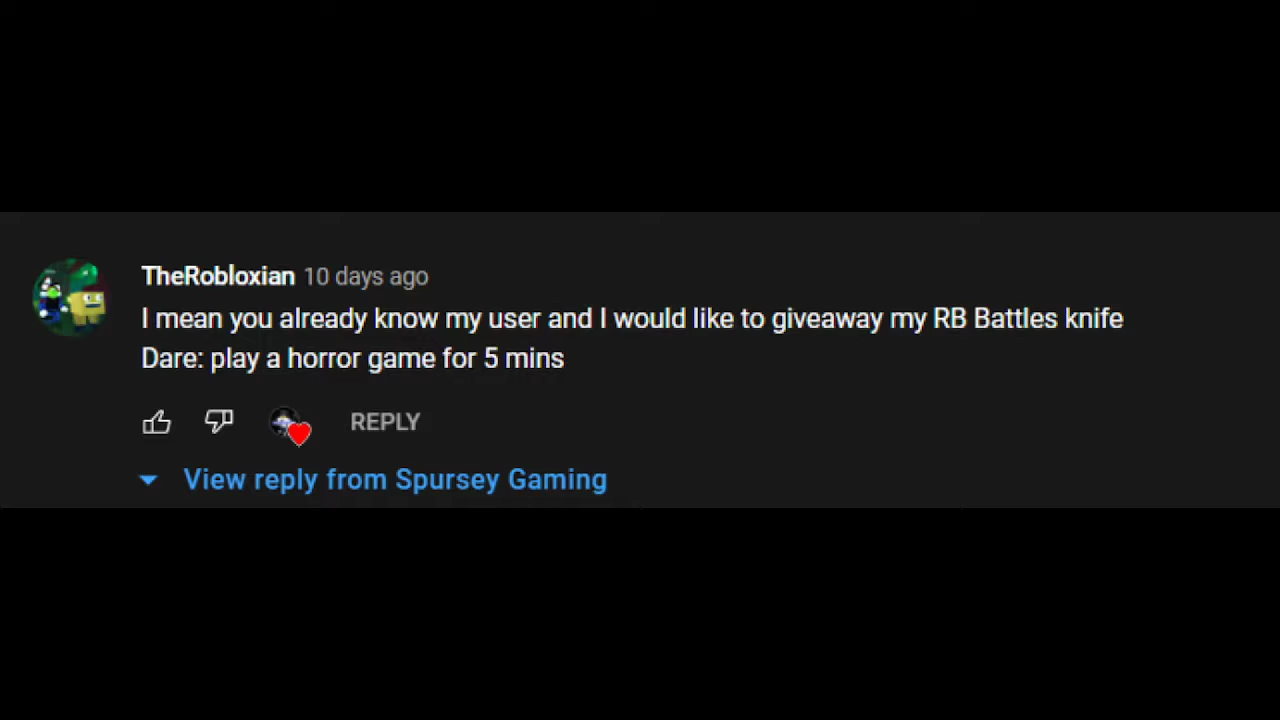 TheRobloxian 10 days ago
I mean you already know my user and I would like to giveaway my RB Battles knife
Dare: play a horror game for 5 mins
REPLY
View reply from Spursey Gaming